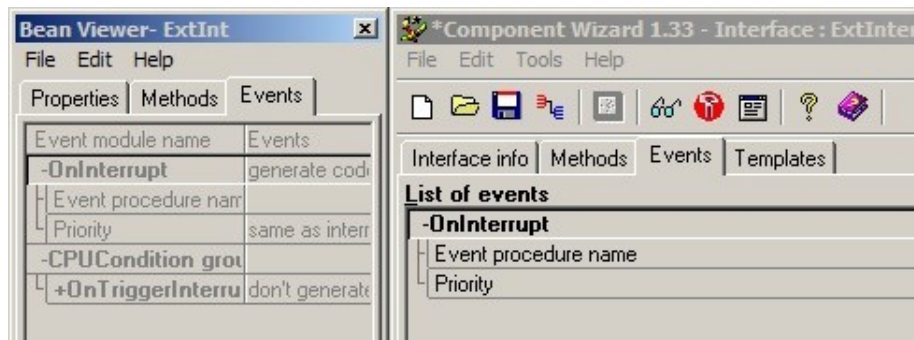 Bean Viewer- ExtInt
File Edit Help
Properties Methods Events
Event module name Events
-OnInterrupt generate cod
Event procedure nam
Priority same as interr
-CPUCondition grou
+OnTriggerInterru don't generate
*Component Wizard 1.33 - Interface : ExtInter
File Edit Tools Help
Interface info Methods Events Templates
List of events
-OnInterrupt
Event procedure name
Priority